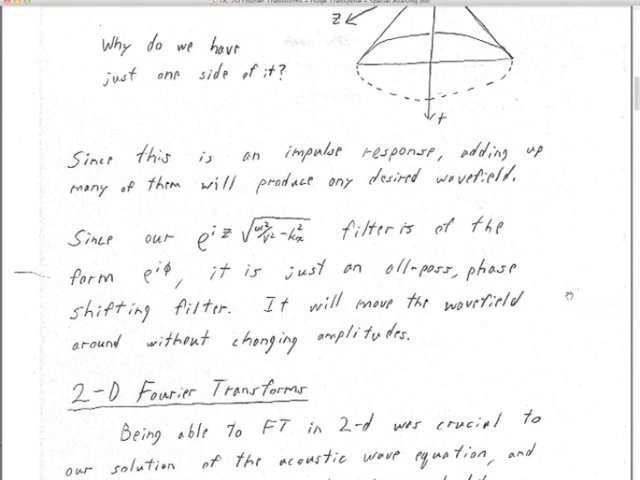 z
Why do we have
just one side of it?
t
Since this is an impulse response, adding up
many of them will produce any desired wavefield.
Since our e^{iz√(ω²/v² - kx²)} filter is of the
form e^{iφ}, it is just an all-pass, phase
shifting filter. It will move the wavefield
around without changing amplitudes.
2-D Fourier Transforms
Being able to FT in 2-d was crucial to
our solution of the acoustic wave equation, and